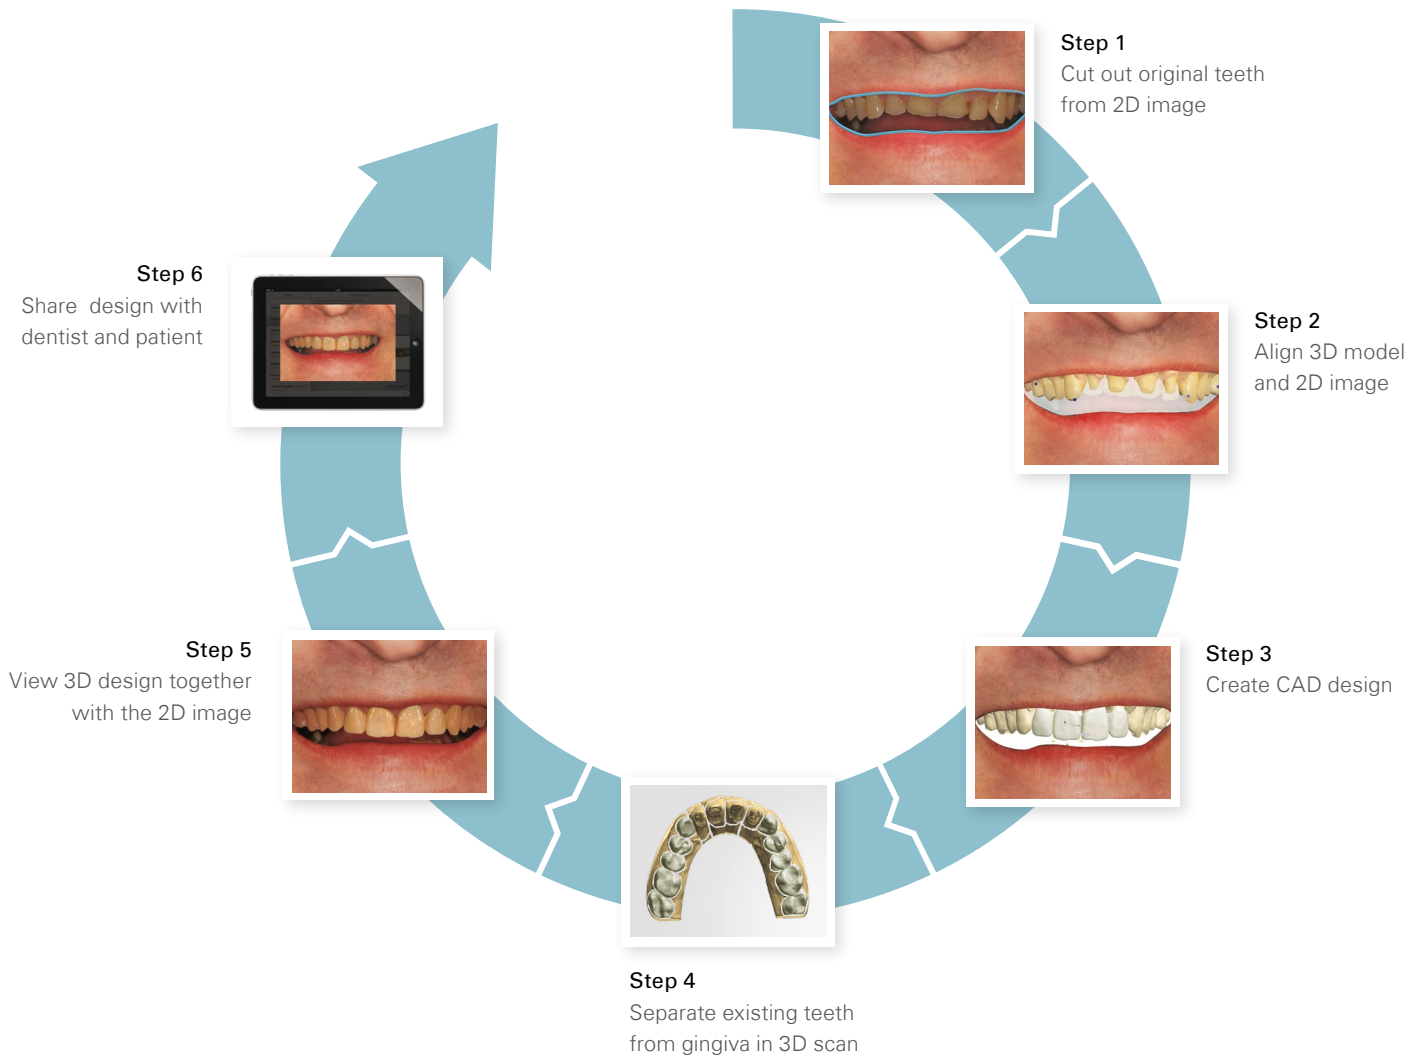 Step 1
Cut out original teeth
from 2D image
Step 2
Align 3D model
and 2D image
Step 3
Create CAD design
Step 4
Separate existing teeth
from gingiva in 3D scan
Step 5
View 3D design together
with the 2D image
Step 6
Share design with
dentist and patient